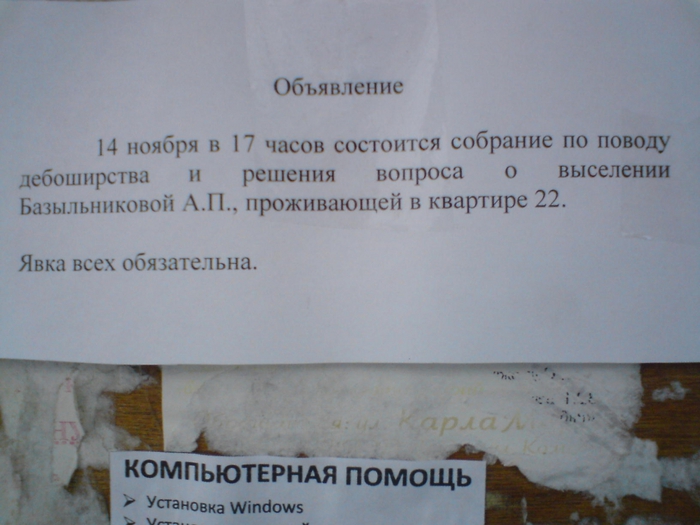 Объявление
14 ноября в 17 часов состоится собрание по поводу
дебоширства и решения вопроса о выселении
Базыльниковой А.П., проживающей в квартире 22.
Явка всех обязательна.
Карла
КОМПЬЮТЕРНАЯ ПОМОЩЬ
➢ Установка Windows